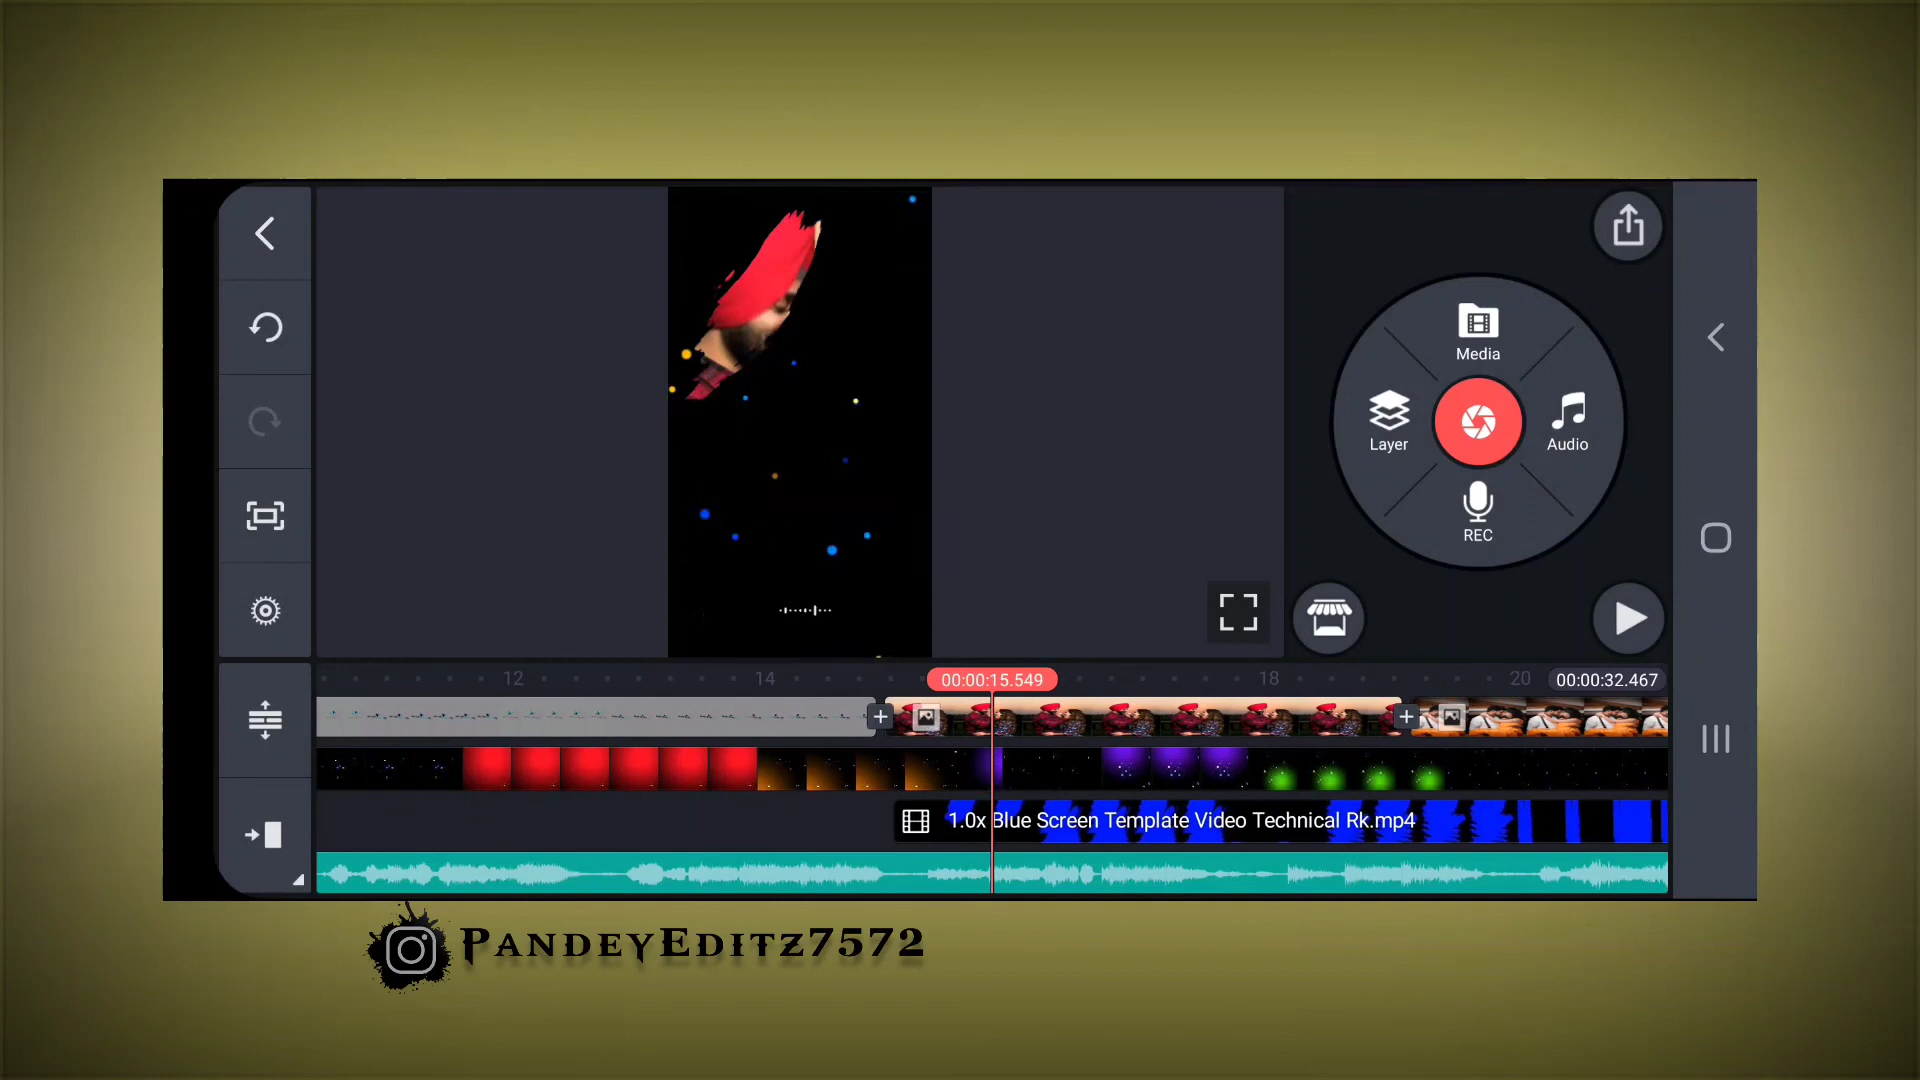 Media
Layer
Audio
REC
12
14
00:00:15.549
18
20
00:00:32.467
1.0x Blue Screen Template Video Technical Rk.mp4
PandeyEditz7572